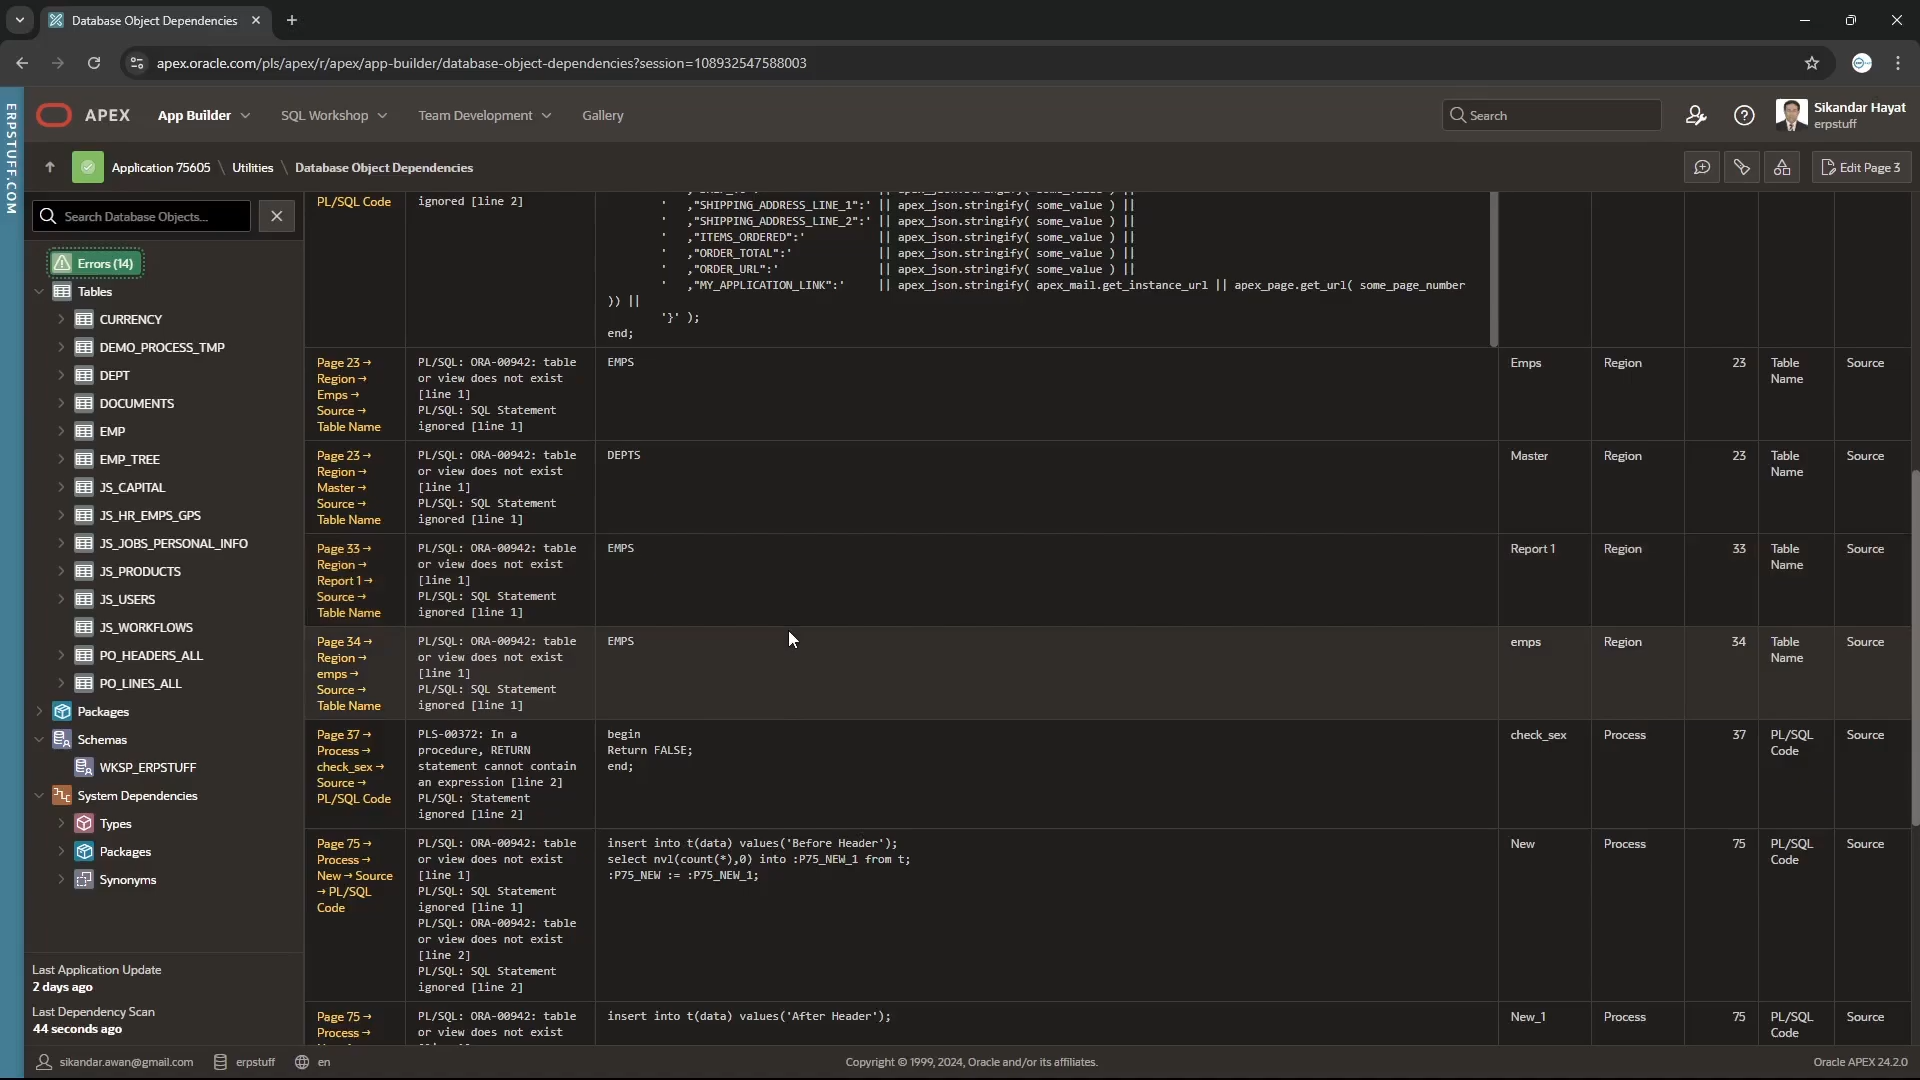 Database Object Dependencies
apex.oracle.com/pls/apex/r/apex/app-builder/database-object-dependencies?session=108932547588003
ERPSTUFF.COM
APEX
App Builder
SQL Workshop
Team Development
Gallery
Search
Sikandar Hayat
erpstuff
Application 75605 \ Utilities \ Database Object Dependencies
Edit Page 3
Search Database Objects...
Errors (14)
Tables
CURRENCY
DEMO_PROCESS_TMP
DEPT
DOCUMENTS
EMP
EMP_TREE
JS_CAPITAL
JS_HR_EMPS_GPS
JS_JOBS_PERSONAL_INFO
JS_PRODUCTS
JS_USERS
JS_WORKFLOWS
PO_HEADERS_ALL
PO_LINES_ALL
Packages
Schemas
WKSP_ERPSTUFF
System Dependencies
Types
Packages
Synonyms
Last Application Update
2 days ago
Last Dependency Scan
44 seconds ago
PL/SQL Code
ignored [line 2]
' ,"SHIPPING_ADDRESS_LINE_1":' || apex_json.stringify( some_value ) ||
' ,"SHIPPING_ADDRESS_LINE_2":' || apex_json.stringify( some_value ) ||
' ,"ITEMS_ORDERED":' || apex_json.stringify( some_value ) ||
' ,"ORDER_TOTAL":' || apex_json.stringify( some_value ) ||
' ,"ORDER_URL":' || apex_json.stringify( some_value ) ||
' ,"MY_APPLICATION_LINK":' || apex_json.stringify( apex_mail.get_instance_url || apex_page.get_url( some_page_number
)) ||
'}' );
end;
Page 23 →
Region →
Emps →
Source →
Table Name
PL/SQL: ORA-00942: table
or view does not exist
[line 1]
PL/SQL: SQL Statement
ignored [line 1]
EMPS
Emps
Region
23
Table
Name
Source
Page 23 →
Region →
Master →
Source →
Table Name
PL/SQL: ORA-00942: table
or view does not exist
[line 1]
PL/SQL: SQL Statement
ignored [line 1]
DEPTS
Master
Region
23
Table
Name
Source
Page 33 →
Region →
Report 1 →
Source →
Table Name
PL/SQL: ORA-00942: table
or view does not exist
[line 1]
PL/SQL: SQL Statement
ignored [line 1]
EMPS
Report 1
Region
33
Table
Name
Source
Page 34 →
Region →
emps →
Source →
Table Name
PL/SQL: ORA-00942: table
or view does not exist
[line 1]
PL/SQL: SQL Statement
ignored [line 1]
EMPS
emps
Region
34
Table
Name
Source
Page 37 →
Process →
check_sex →
Source →
PL/SQL Code
PLS-00372: In a
procedure, RETURN
statement cannot contain
an expression [line 2]
PL/SQL: Statement
ignored [line 2]
begin
Return FALSE;
end;
check_sex
Process
37
PL/SQL
Code
Source
Page 75 →
Process →
New → Source
→ PL/SQL
Code
PL/SQL: ORA-00942: table
or view does not exist
[line 1]
PL/SQL: SQL Statement
ignored [line 1]
PL/SQL: ORA-00942: table
or view does not exist
[line 2]
PL/SQL: SQL Statement
ignored [line 2]
insert into t(data) values('Before Header');
select nvl(count(*),0) into :P75_NEW_1 from t;
:P75_NEW := :P75_NEW_1;
New
Process
75
PL/SQL
Code
Source
Page 75 →
Process →
PL/SQL: ORA-00942: table
or view does not exist
insert into t(data) values('After Header');
New_1
Process
75
PL/SQL
Code
Source
sikandar.awan@gmail.com
erpstuff
en
Copyright © 1999, 2024, Oracle and/or its affiliates.
Oracle APEX 24.2.0